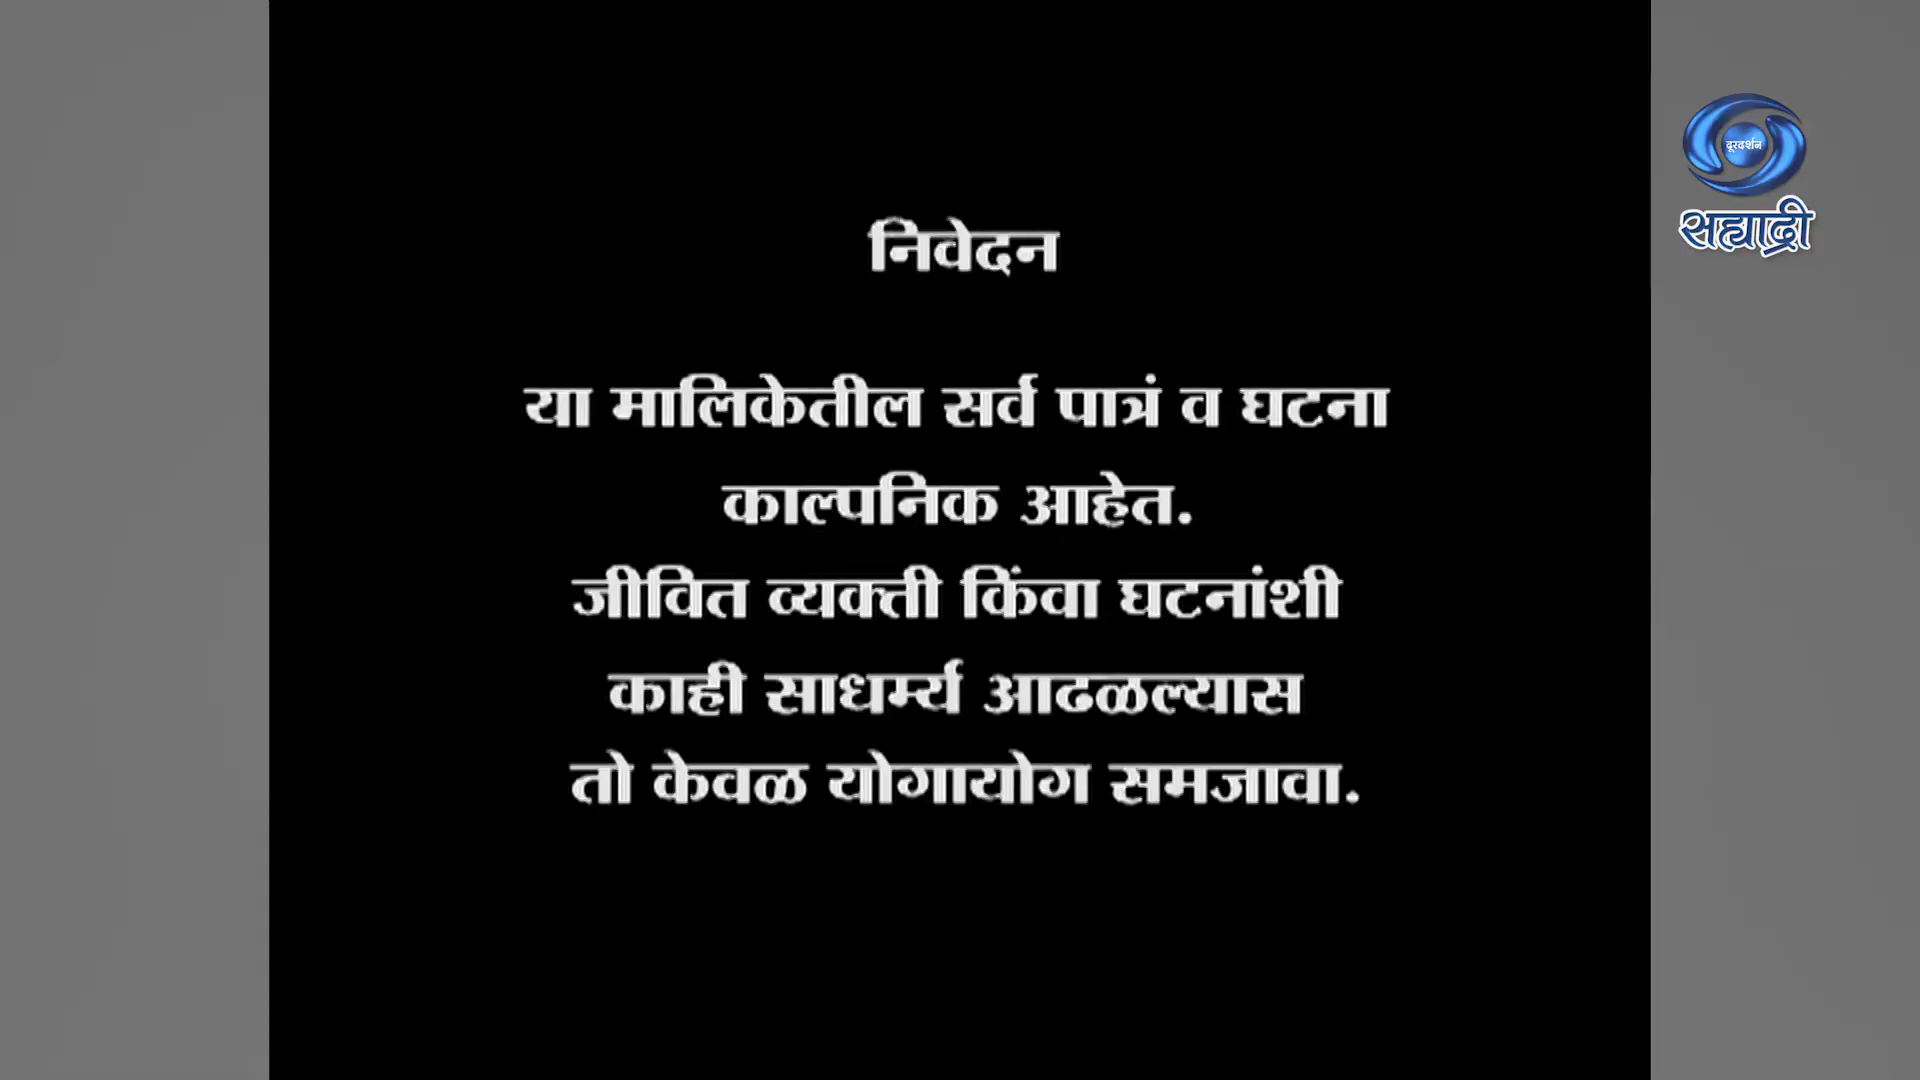 निवेदन
या मालिकेतील सर्व पात्रं व घटना
काल्पनिक आहेत.
जीवित व्यक्ती किंवा घटनांशी
काही साधर्म्य आढळल्यास
तो केवळ योगायोग समजावा.
दूरदर्शन
सह्याद्री